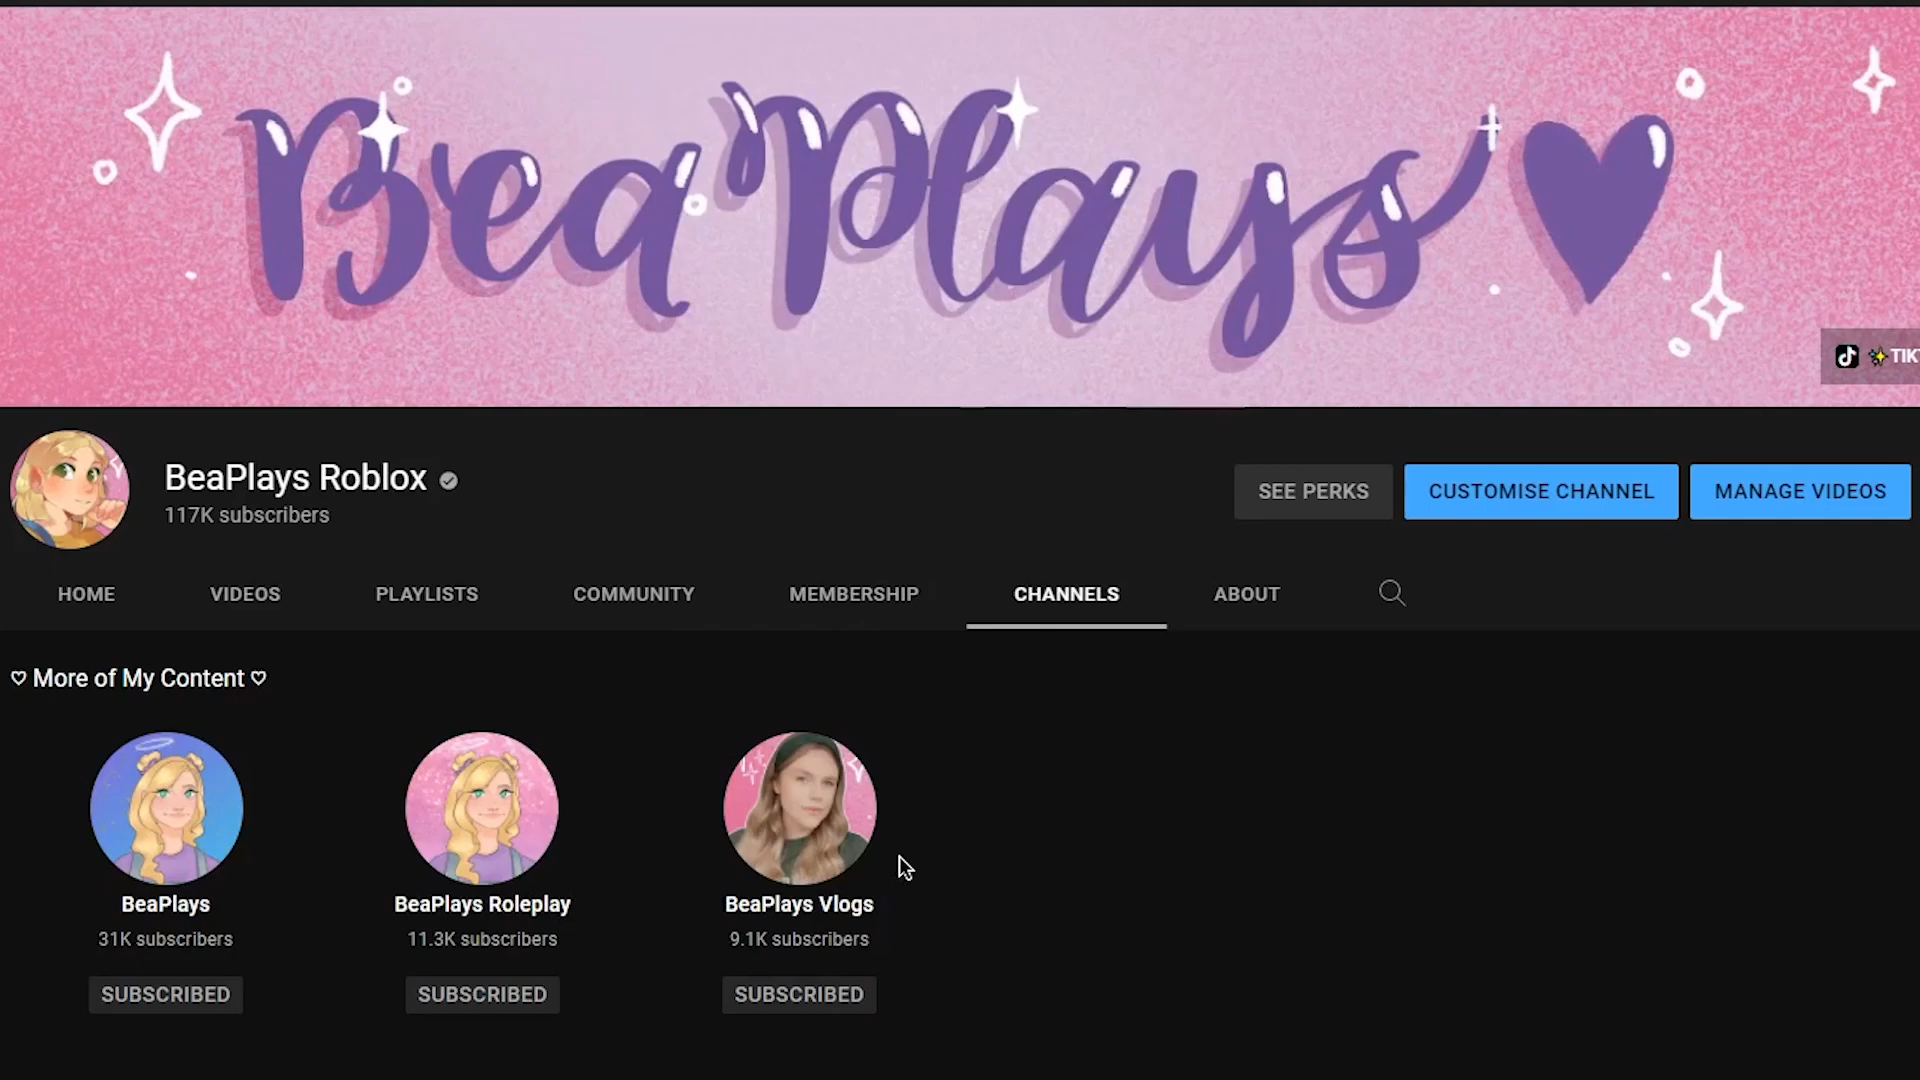 BeaPlays
✨TIK
BeaPlays Roblox
117K subscribers
SEE PERKS
CUSTOMISE CHANNEL
MANAGE VIDEOS
HOME
VIDEOS
PLAYLISTS
COMMUNITY
MEMBERSHIP
CHANNELS
ABOUT
♡ More of My Content ♡
BeaPlays
31K subscribers
SUBSCRIBED
BeaPlays Roleplay
11.3K subscribers
SUBSCRIBED
BeaPlays Vlogs
9.1K subscribers
SUBSCRIBED